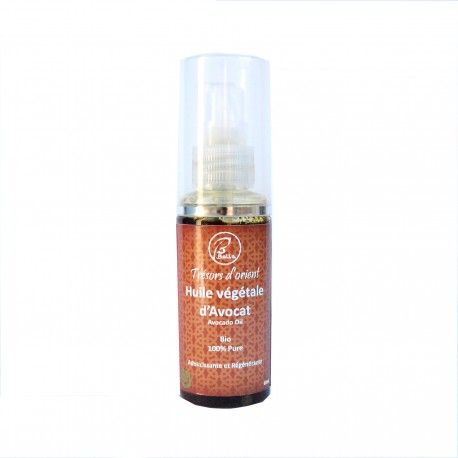 Trésors d'orient
Huile végétale
d'Avocat
Avocado Oil
Bio
100% Pure
Adoucissante et Régénérante